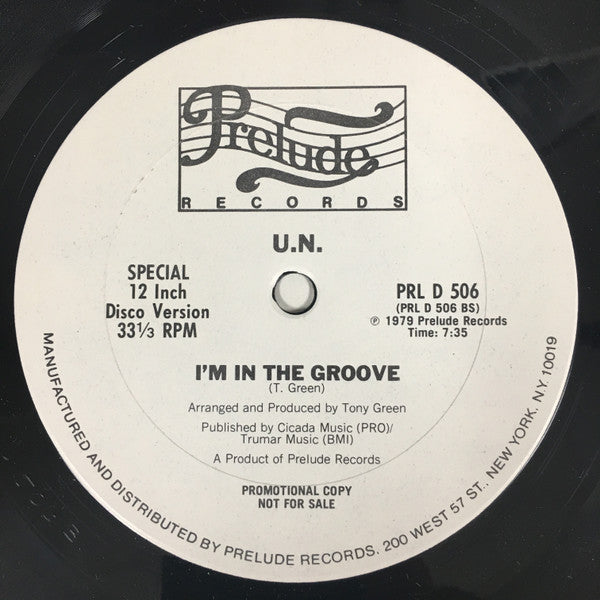 Prelude
RECORDS
U.N.
SPECIAL
12 Inch
Disco Version
33⅓ RPM
PRL D 506
(PRL D 506 BS)
℗ 1979 Prelude Records
Time: 7:35
I'M IN THE GROOVE
(T. Green)
Arranged and Produced by Tony Green
Published by Cicada Music (PRO)/
Trumar Music (BMI)
A Product of Prelude Records
PROMOTIONAL COPY
NOT FOR SALE
MANUFACTURED AND DISTRIBUTED BY PRELUDE RECORDS, 200 WEST 57 ST., NEW YORK, N.Y. 10019